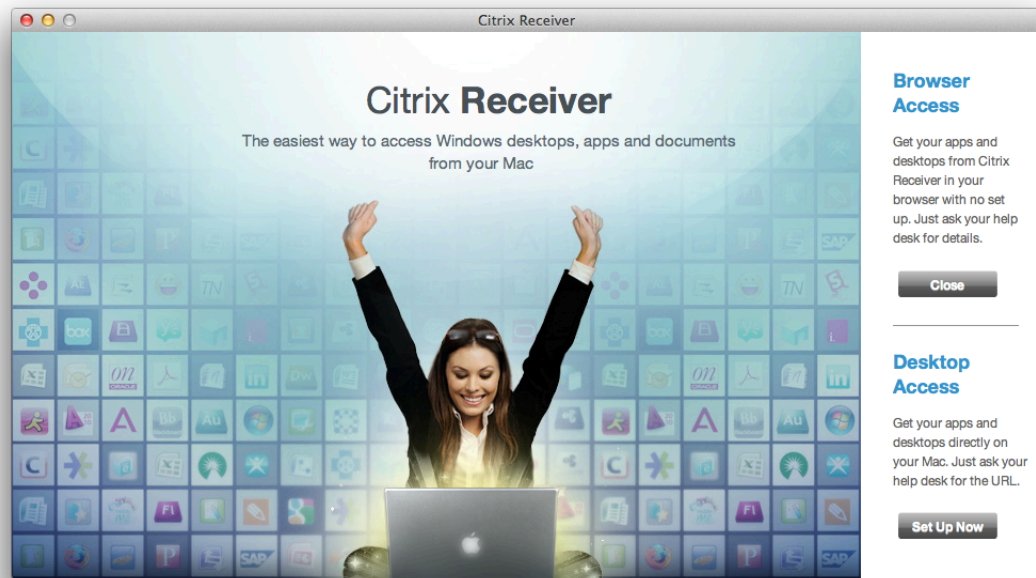 Citrix Receiver
Citrix Receiver
The easiest way to access Windows desktops, apps and documents
from your Mac
Browser
Access
Get your apps and
desktops from Citrix
Receiver in your
browser with no set
up. Just ask your help
desk for details.
Close
Desktop
Access
Get your apps and
desktops directly on
your Mac. Just ask your
help desk for the URL.
Set Up Now